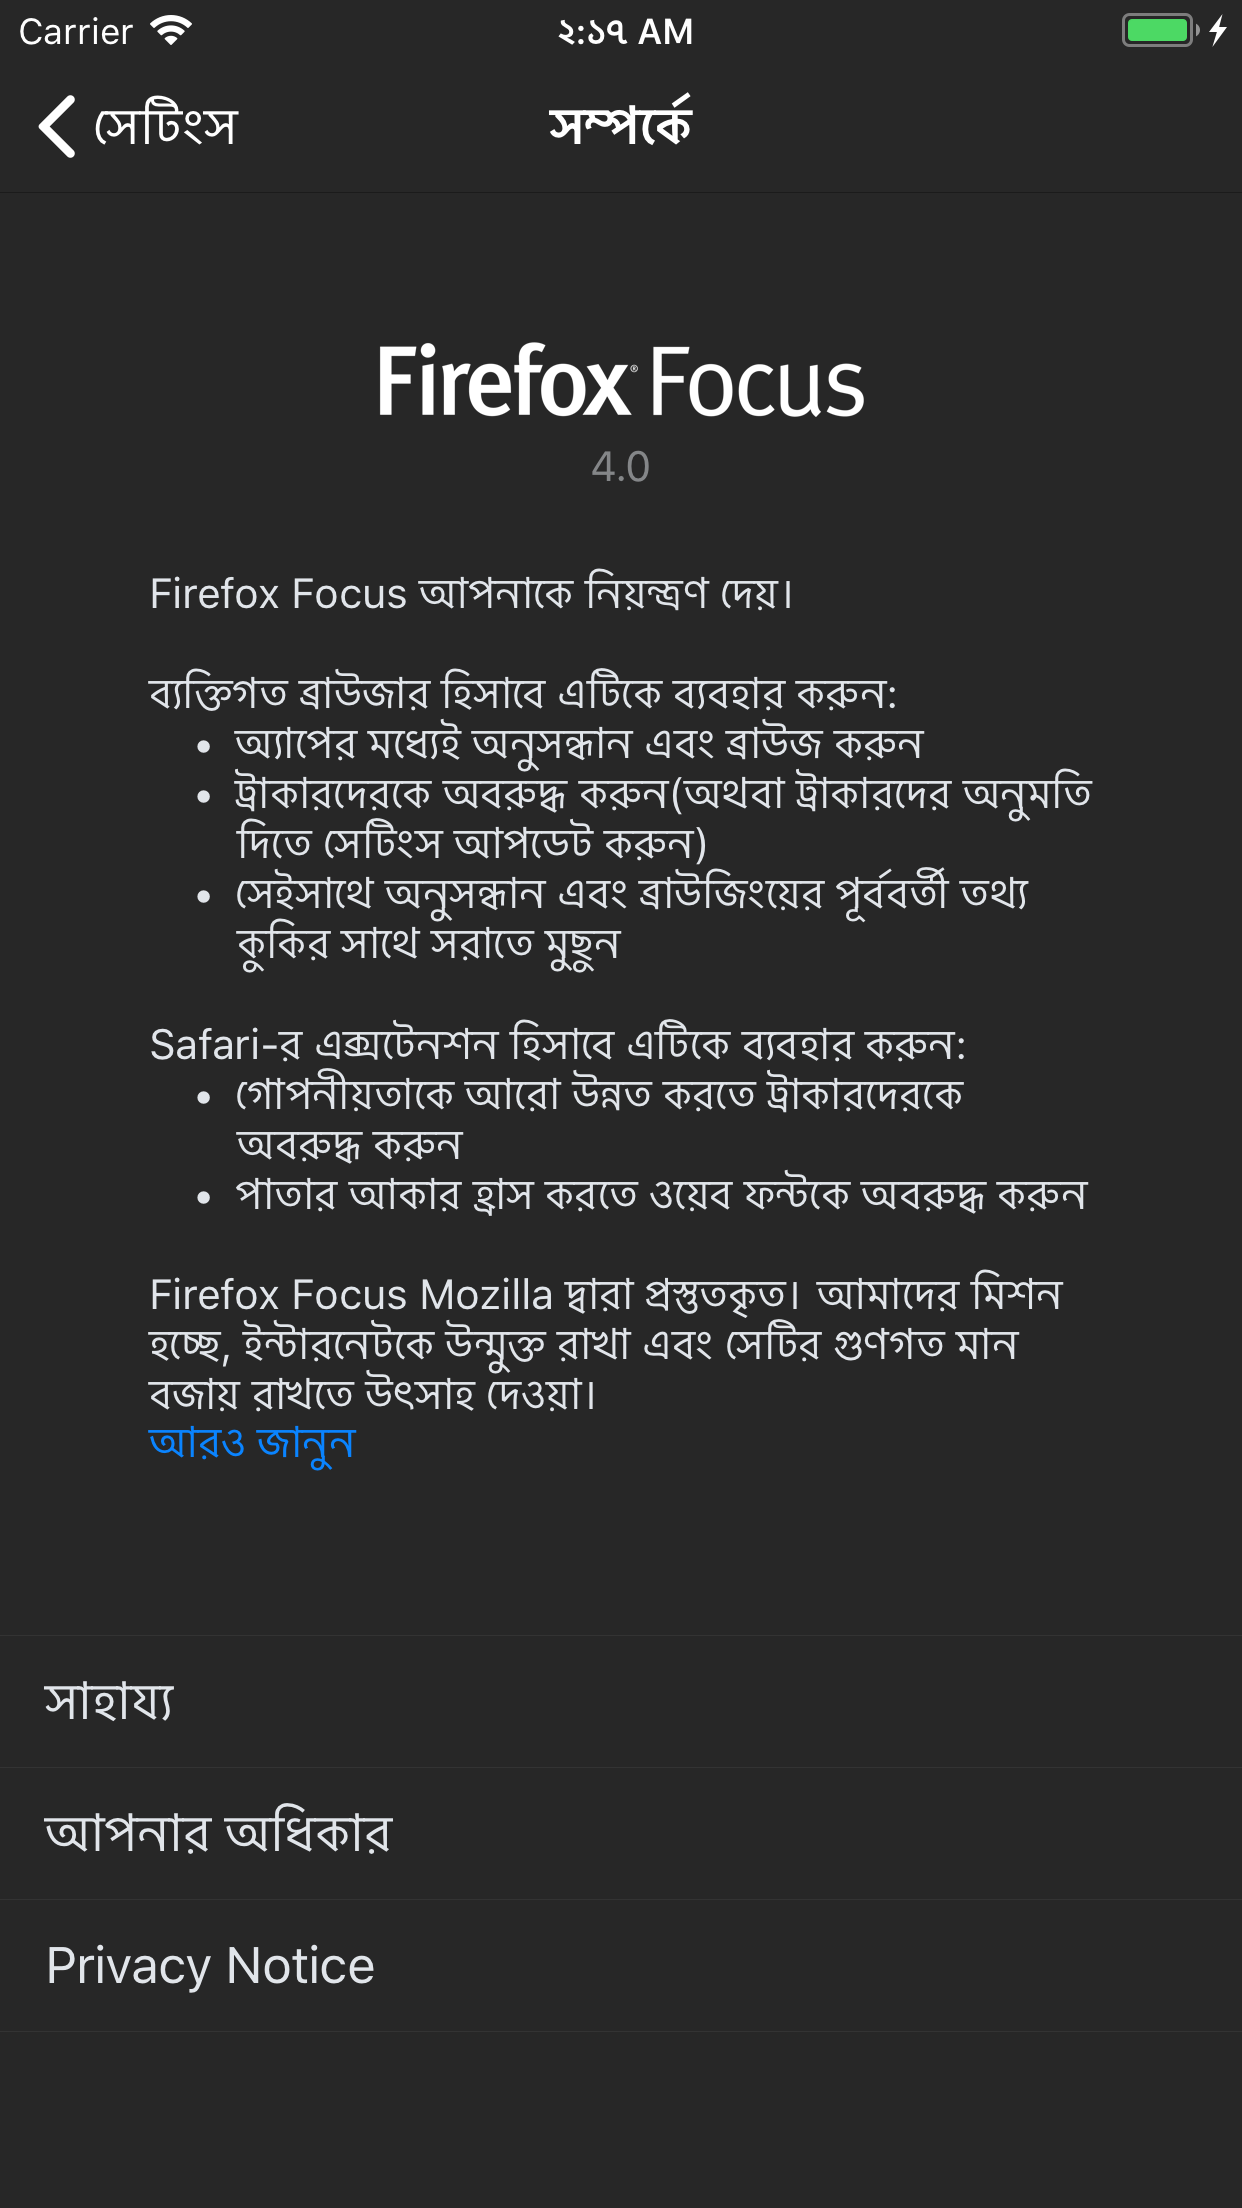 Carrier ২:১৭ AM
সেটিংস সম্পর্কে
Firefox® Focus
4.0
Firefox Focus আপনাকে নিয়ন্ত্রণ দেয়।
ব্যক্তিগত ব্রাউজার হিসাবে এটিকে ব্যবহার করুন:
• অ্যাপের মধ্যেই অনুসন্ধান এবং ব্রাউজ করুন
• ট্রাকারদেরকে অবরুদ্ধ করুন(অথবা ট্রাকারদের অনুমতি
দিতে সেটিংস আপডেট করুন)
• সেইসাথে অনুসন্ধান এবং ব্রাউজিংয়ের পূর্ববর্তী তথ্য
কুকির সাথে সরাতে মুছুন
Safari-র এক্সটেনশন হিসাবে এটিকে ব্যবহার করুন:
• গোপনীয়তাকে আরো উন্নত করতে ট্রাকারদেরকে
অবরুদ্ধ করুন
• পাতার আকার হ্রাস করতে ওয়েব ফন্টকে অবরুদ্ধ করুন
Firefox Focus Mozilla দ্বারা প্রস্তুতকৃত। আমাদের মিশন
হচ্ছে, ইন্টারনেটকে উন্মুক্ত রাখা এবং সেটির গুণগত মান
বজায় রাখতে উৎসাহ দেওয়া।
আরও জানুন
সাহায্য
আপনার অধিকার
Privacy Notice